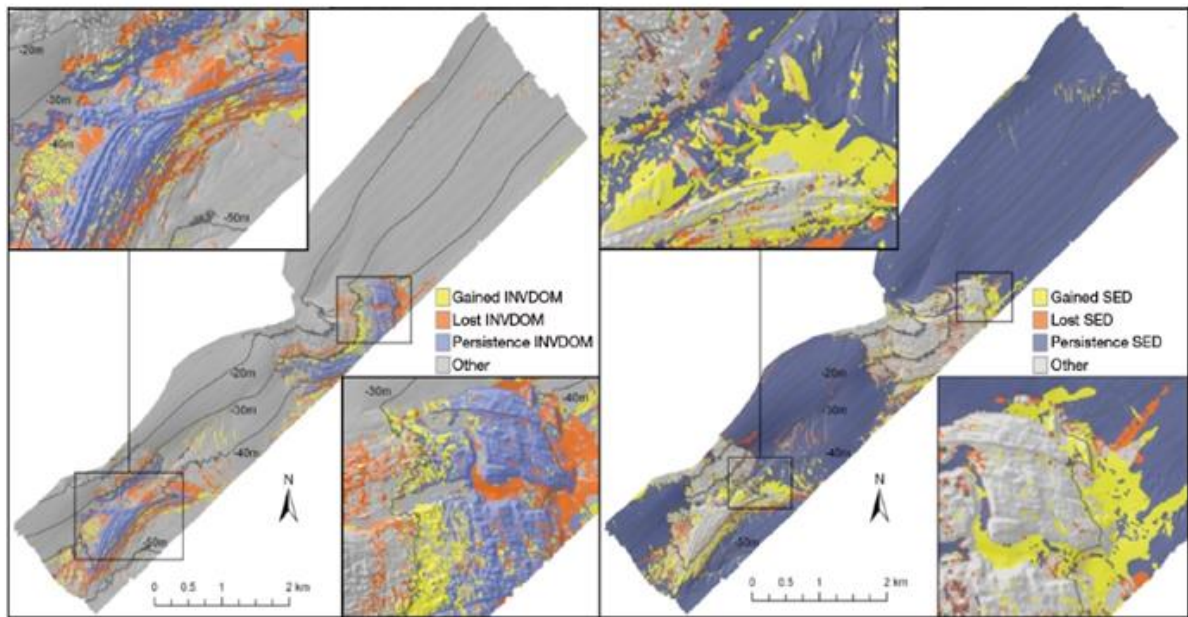 -20m
-50m
-40m
-50m
Gained INVDOM
Lost INVDOM
Persistence INVDOM
Other
-20m
-30m
-40m
-50m
-30m
-40m
N
0 0.5 1 2 km
Gained SED
Lost SED
Persistence SED
Other
-20m
-30m
-40m
-50m
N
0 0.5 1 2 km